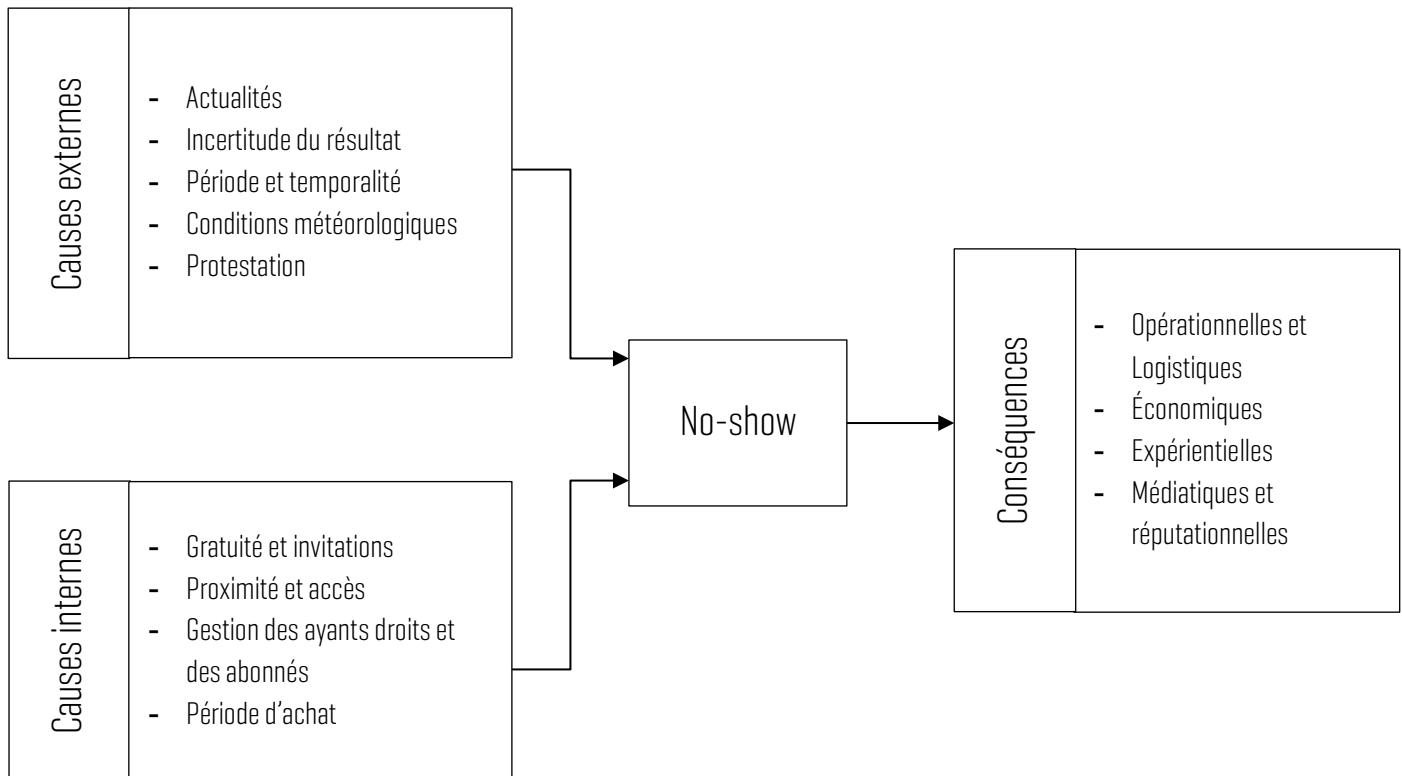 Causes externes
- Actualités
- Incertitude du résultat
- Période et temporalité
- Conditions météorologiques
- Protestation
Causes internes
- Gratuité et invitations
- Proximité et accès
- Gestion des ayants droits et
des abonnés
- Période d'achat
No-show
Conséquences
- Opérationnelles et
Logistiques
- Économiques
- Expérientielles
- Médiatiques et
réputationnelles